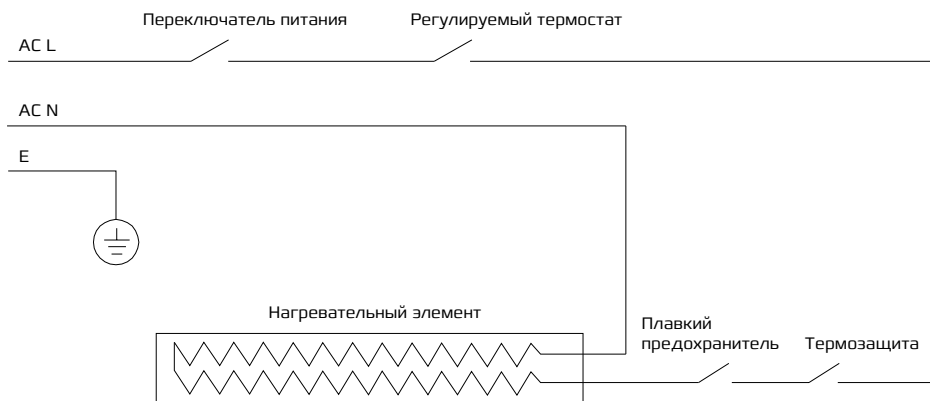 Переключатель питания
Регулируемый термостат
AC L
AC N
E
Нагревательный элемент
Плавкий
предохранитель
Термозащита